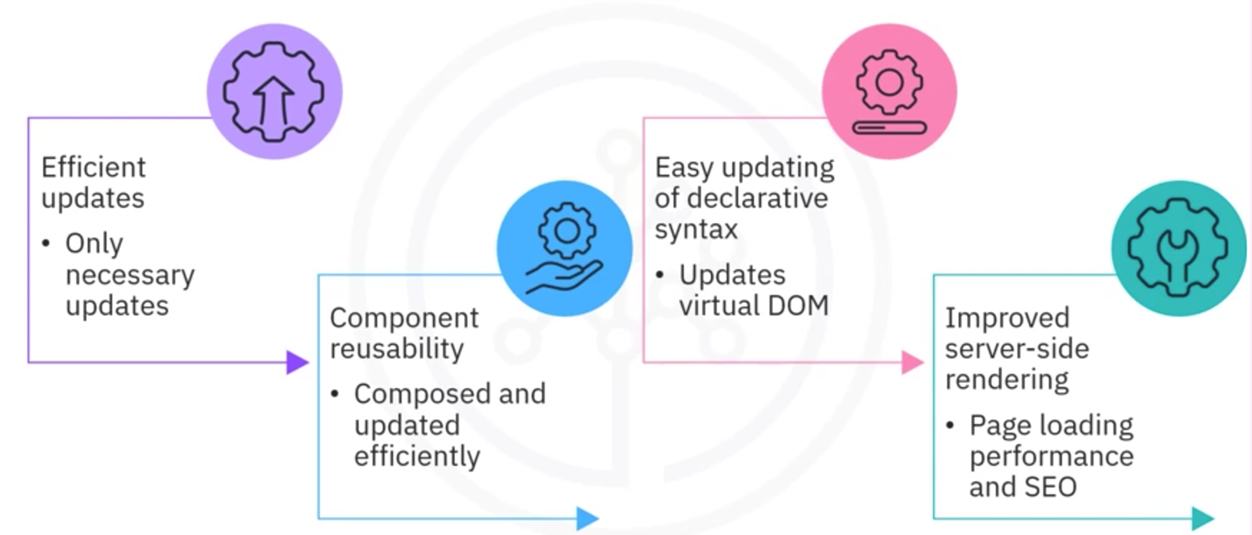 Efficient
updates
• Only
necessary
updates
Component
reusability
• Composed and
updated
efficiently
Easy updating
of declarative
syntax
• Updates
virtual DOM
Improved
server-side
rendering
• Page loading
performance
and SEO